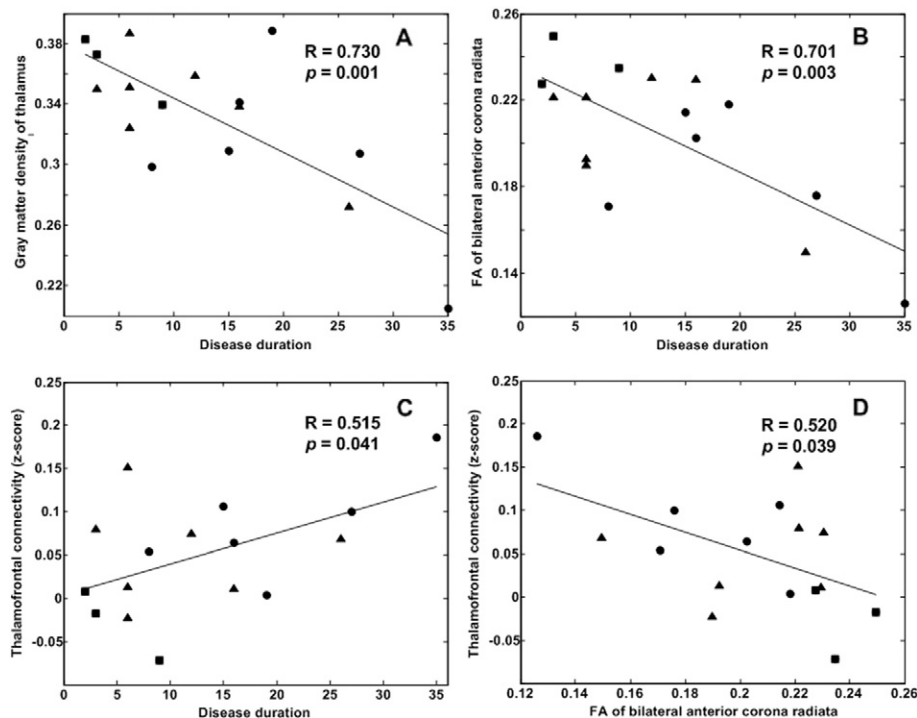 A
R = 0.730
p = 0.001
Gray matter density of thalamus
0.38
0.34
0.3
0.26
0.22
0 5 10 15 20 25 30 35
Disease duration
B
R = 0.701
p = 0.003
FA of bilateral anterior corona radiata
0.26
0.22
0.18
0.14
0 5 10 15 20 25 30 35
Disease duration
C
R = 0.515
p = 0.041
Thalamofrontal connectivity (z-score)
0.25
0.2
0.15
0.1
0.05
0
-0.05
0 5 10 15 20 25 30 35
Disease duration
D
R = 0.520
p = 0.039
Thalamofrontal connectivity (z-score)
0.25
0.2
0.15
0.1
0.05
0
-0.05
0.12 0.14 0.16 0.18 0.2 0.22 0.24 0.26
FA of bilateral anterior corona radiata